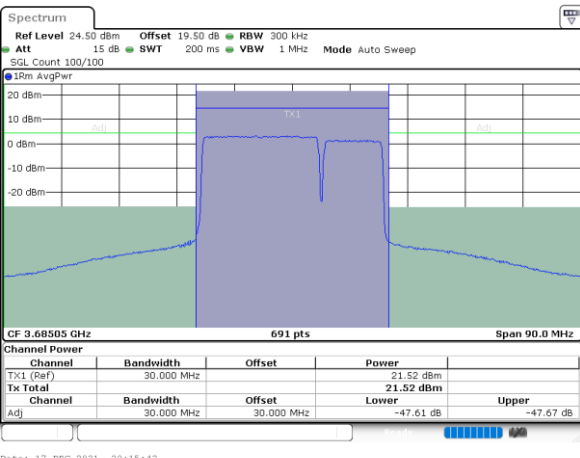 Spectrum
Ref Level 24.50 dBm Offset 19.50 dB RBW 300 kHz
Att 15 dB SWT 200 ms VBW 1 MHz Mode Auto Sweep
SGL Count 100/100
1Rm AvgPwr
20 dBm
TX1
10 dBm
Adj Adj
0 dBm
-10 dBm
-20 dBm
CF 3.68505 GHz 691 pts Span 90.0 MHz
Channel Power
Channel Bandwidth Offset Power
TX1 (Ref) 30.000 MHz 21.52 dBm
Tx Total 21.52 dBm
Channel Bandwidth Offset Lower Upper
Adj 30.000 MHz 30.000 MHz -47.61 dB -47.67 dB